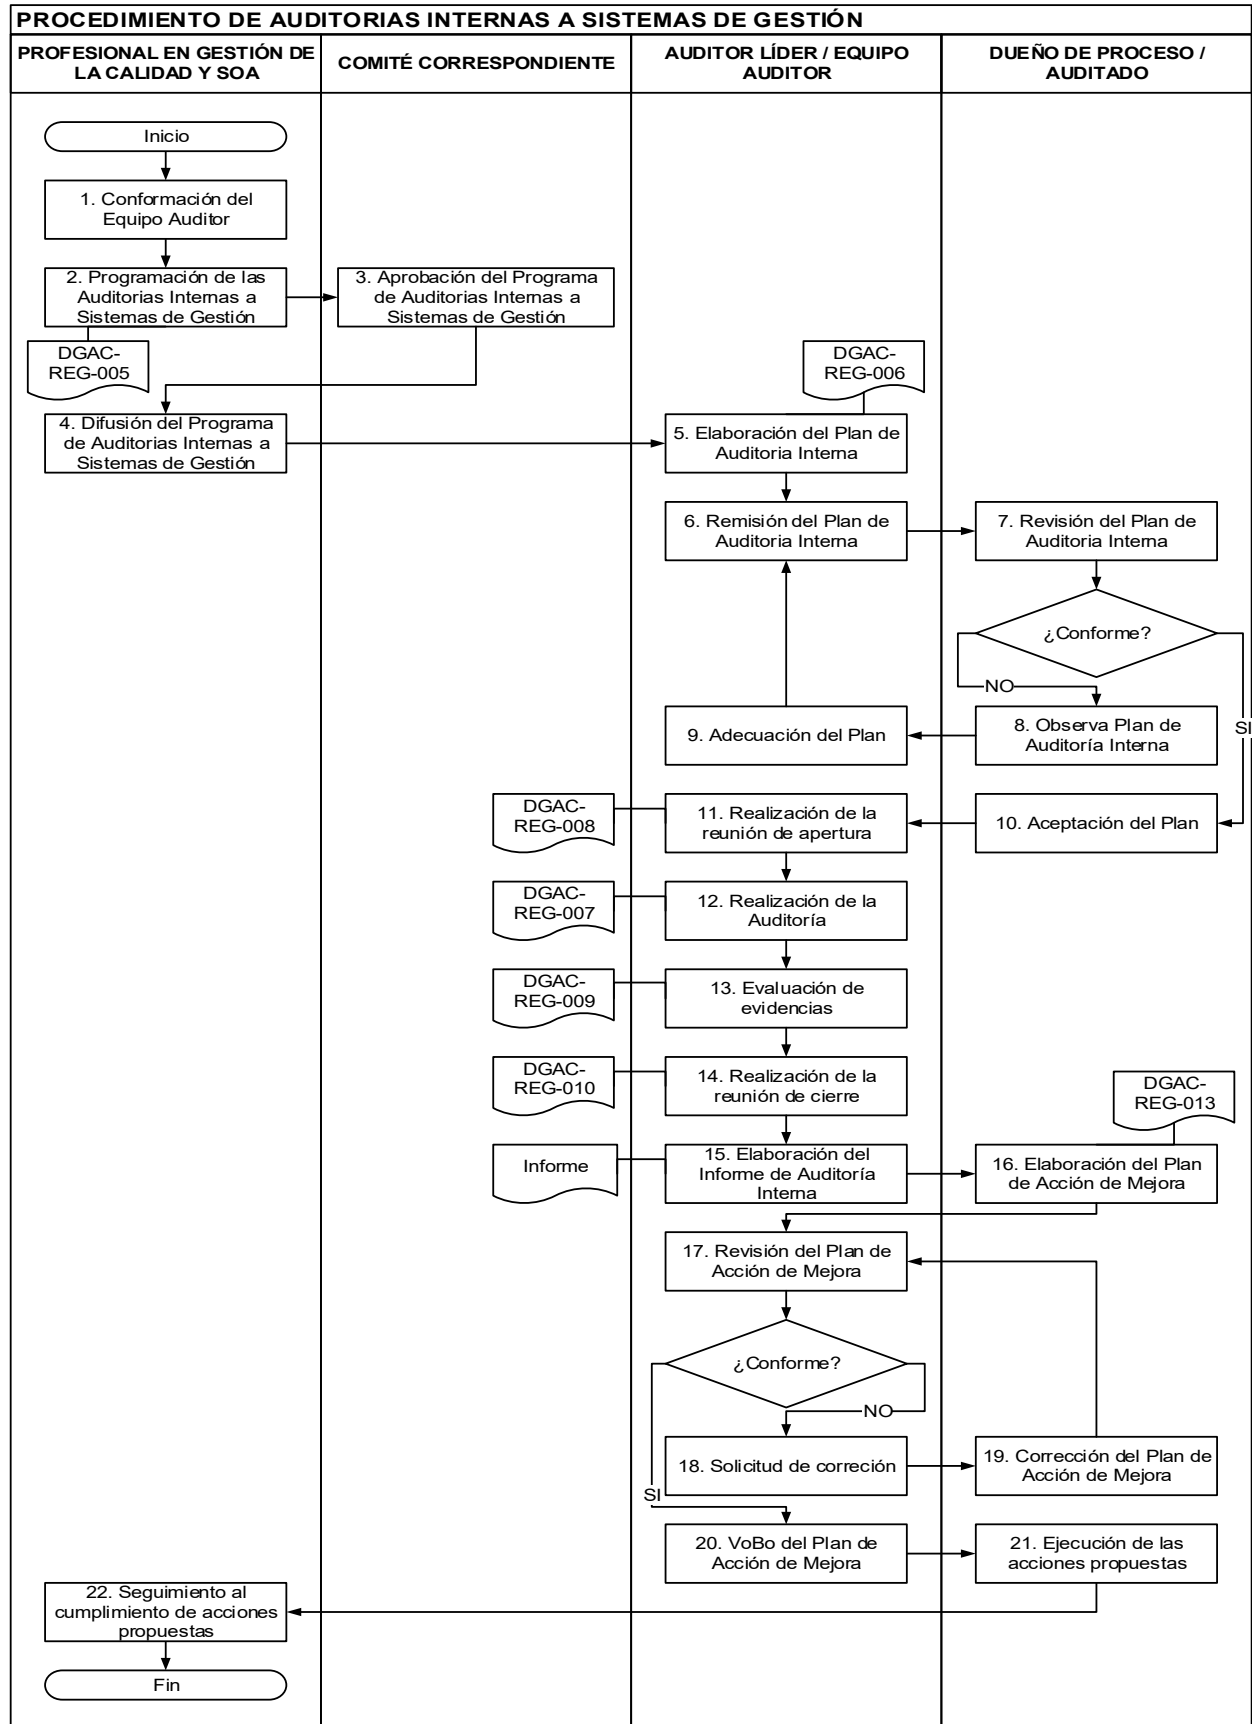 PROCEDIMIENTO DE AUDITORIAS INTERNAS A SISTEMAS DE GESTIÓN
PROFESIONAL EN GESTIÓN DE
LA CALIDAD Y SOA
COMITÉ CORRESPONDIENTE
AUDITOR LÍDER / EQUIPO
AUDITOR
DUEÑO DE PROCESO /
AUDITADO
Inicio
1. Conformación del
Equipo Auditor
2. Programación de las
Auditorias Internas a
Sistemas de Gestión
3. Aprobación del Programa
de Auditorias Internas a
Sistemas de Gestión
DGAC-
REG-005
DGAC-
REG-006
4. Difusión del Programa
de Auditorias Internas a
Sistemas de Gestión
5. Elaboración del Plan de
Auditoria Interna
6. Remisión del Plan de
Auditoria Interna
7. Revisión del Plan de
Auditoria Interna
¿Conforme?
NO
SI
8. Observa Plan de
Auditoría Interna
9. Adecuación del Plan
10. Aceptación del Plan
11. Realización de la
reunión de apertura
DGAC-
REG-008
12. Realización de la
Auditoría
DGAC-
REG-007
13. Evaluación de
evidencias
DGAC-
REG-009
14. Realización de la
reunión de cierre
DGAC-
REG-010
DGAC-
REG-013
15. Elaboración del
Informe de Auditoría
Interna
Informe
16. Elaboración del Plan
de Acción de Mejora
17. Revisión del Plan de
Acción de Mejora
¿Conforme?
NO
SI
18. Solicitud de correción
19. Corrección del Plan de
Acción de Mejora
20. VoBo del Plan de
Acción de Mejora
21. Ejecución de las
acciones propuestas
22. Seguimiento al
cumplimiento de acciones
propuestas
Fin